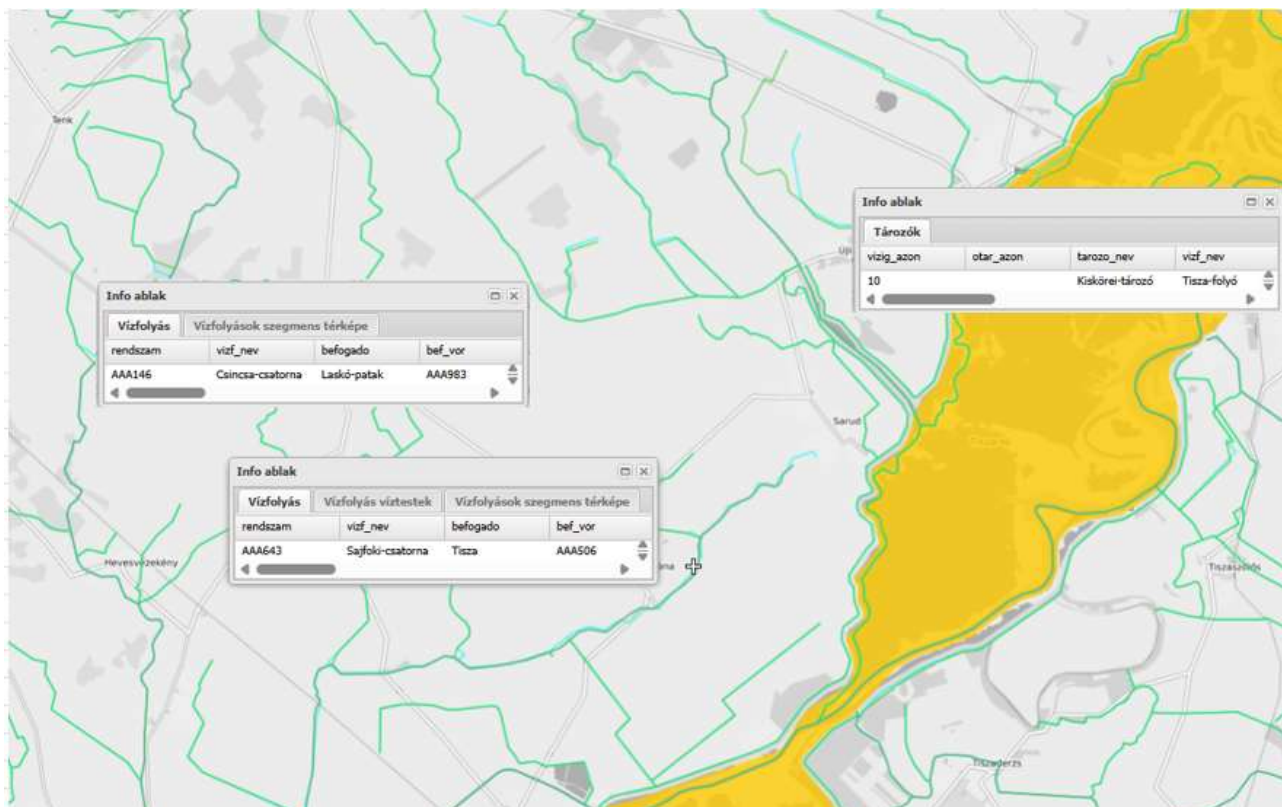 Tenk
Info ablak
Tározók
vizig_azon otar_azon tarozo_nev vizf_nev
10 Kiskörei-tározó Tisza-folyó
Info ablak
Vízfolyás Vízfolyások szegmens térképe
rendszam vizf_nev befogado bef_vor
AAA146 Csincsa-csatorna Laskó-patak AAA983
Sarud
Info ablak
Vízfolyás Vízfolyás víztestek Vízfolyások szegmens térképe
rendszam vizf_nev befogado bef_vor
AAA643 Sajfoki-csatorna Tisza AAA506
Hevesvezekény
Tiszaderzs